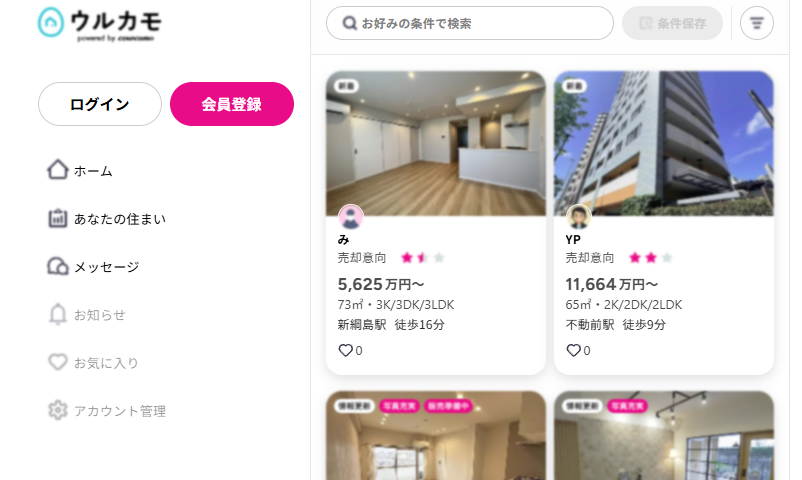 ウルカモ
powered by cosocomo
ログイン
会員登録
ホーム
あなたの住まい
メッセージ
お知らせ
お気に入り
アカウント管理
お好みの条件で検索
条件保存
新着
み
売却意向
5,625万円〜
73㎡・3K/3DK/3LDK
新綱島駅 徒歩16分
0
新着
YP
売却意向
11,664万円〜
65㎡・2K/2DK/2LDK
不動前駅 徒歩9分
0
情報更新 写真充実 販売準備中
情報更新 写真充実